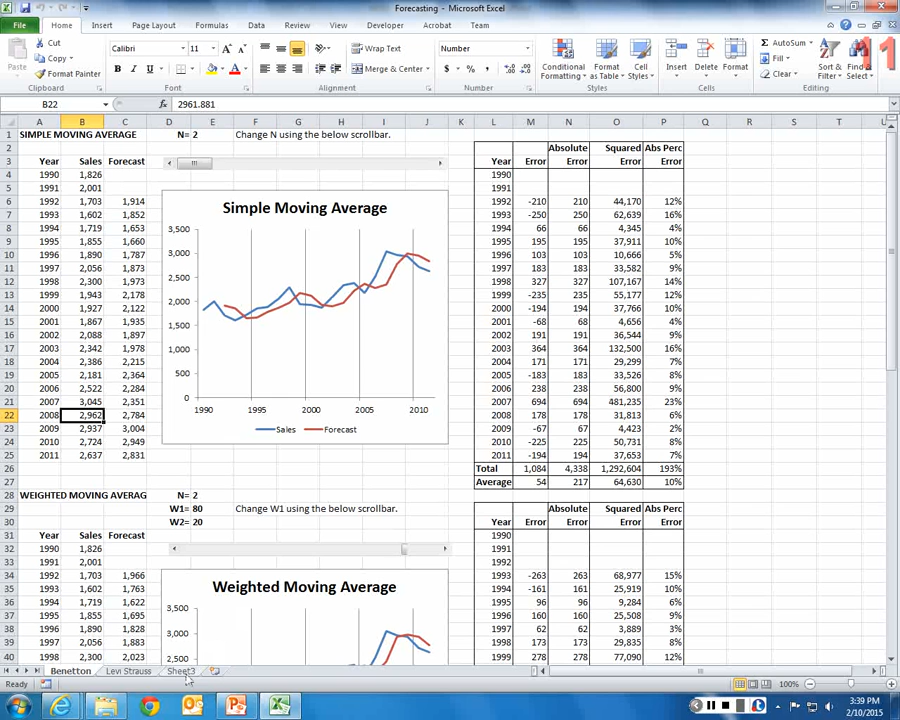 Forecasting - Microsoft Excel
File Home Insert Page Layout Formulas Data Review View Developer Acrobat Team
Cut Calibri 11 A A Wrap Text Number AutoSum 11
Copy Fill
Paste Format Painter B I U A Merge & Center $ % , Conditional Formatting Format as Table Cell Styles Insert Delete Format Clear Sort & Filter Find & Select
Clipboard Font Alignment Number Styles Cells Editing
B22 fx 2961.881
A B C D E F G H I J K L M N O P Q R S T U
1 SIMPLE MOVING AVERAGE N= 2 Change N using the below scrollbar.
2 Absolute Squared Abs Perc
3 Year Sales Forecast Year Error Error Error Error
4 1990 1,826 1990
5 1991 2,001 1991
6 1992 1,703 1,914 1992 -210 210 44,170 12%
7 1993 1,602 1,852 1993 -250 250 62,639 16%
8 1994 1,719 1,653 1994 66 66 4,345 4%
9 1995 1,855 1,660 1995 195 195 37,911 10%
10 1996 1,890 1,787 1996 103 103 10,666 5%
11 1997 2,056 1,873 1997 183 183 33,582 9%
12 1998 2,300 1,973 1998 327 327 107,167 14%
13 1999 1,943 2,178 1999 -235 235 55,177 12%
14 2000 1,927 2,122 2000 -194 194 37,766 10%
15 2001 1,867 1,935 2001 -68 68 4,656 4%
16 2002 2,088 1,897 2002 191 191 36,544 9%
17 2003 2,342 1,978 2003 364 364 132,500 16%
18 2004 2,386 2,215 2004 171 171 29,299 7%
19 2005 2,181 2,364 2005 -183 183 33,526 8%
20 2006 2,522 2,284 2006 238 238 56,800 9%
21 2007 3,045 2,351 2007 694 694 481,235 23%
22 2008 2,962 2,784 2008 178 178 31,813 6%
23 2009 2,937 3,004 2009 -67 67 4,423 2%
24 2010 2,724 2,949 2010 -225 225 50,731 8%
25 2011 2,637 2,831 2011 -194 194 37,653 7%
26 Total 1,084 4,338 1,292,604 193%
27 Average 54 217 64,630 10%
Simple Moving Average
3,500
3,000
2,500
2,000
1,500
1,000
500
0
1990 1995 2000 2005 2010
Sales Forecast
28 WEIGHTED MOVING AVERAG N= 2
29 W1= 80 Change W1 using the below scrollbar. Absolute Squared Abs Perc
30 W2= 20 Year Error Error Error Error
31 Year Sales Forecast 1990
32 1990 1,826 1991
33 1991 2,001 1992
34 1992 1,703 1,966 1993 -263 263 68,977 15%
35 1993 1,602 1,763 1994 -161 161 25,919 10%
36 1994 1,719 1,622 1995 96 96 9,284 6%
37 1995 1,855 1,695 1996 160 160 25,508 9%
38 1996 1,890 1,828 1997 62 62 3,889 3%
39 1997 2,056 1,883 1998 173 173 29,835 8%
40 1998 2,300 2,023 1999 278 278 77,090 12%
Weighted Moving Average
3,500
3,000
2,500
Benetton Levi Strauss Sheet3
Ready 100%
3:39 PM
2/10/2015